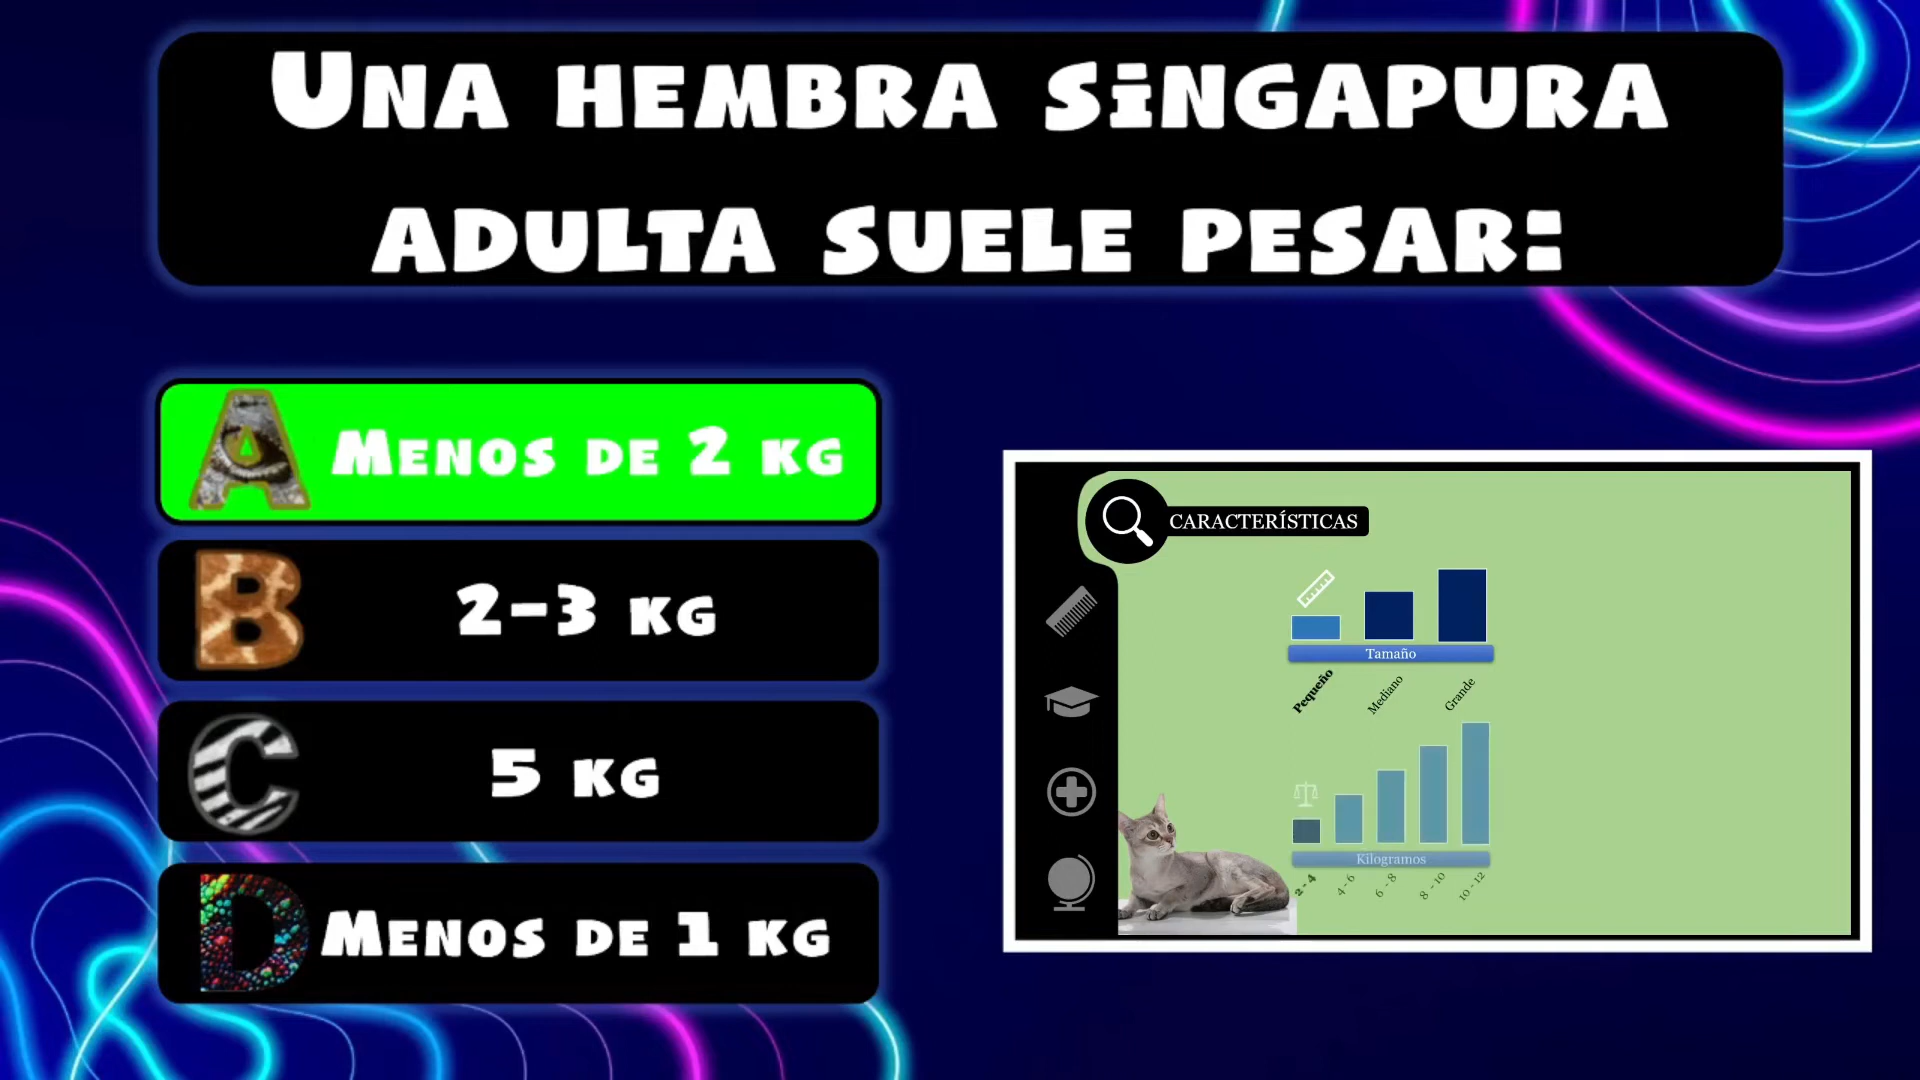 Una hembra singapura
adulta suele pesar:
A Menos de 2 kg
B 2-3 kg
C 5 kg
D Menos de 1 kg
CARACTERÍSTICAS
Tamaño
Pequeño
Mediano
Grande
Kilogramos
2 - 4
4 - 6
6 - 8
8 - 10
10 - 12